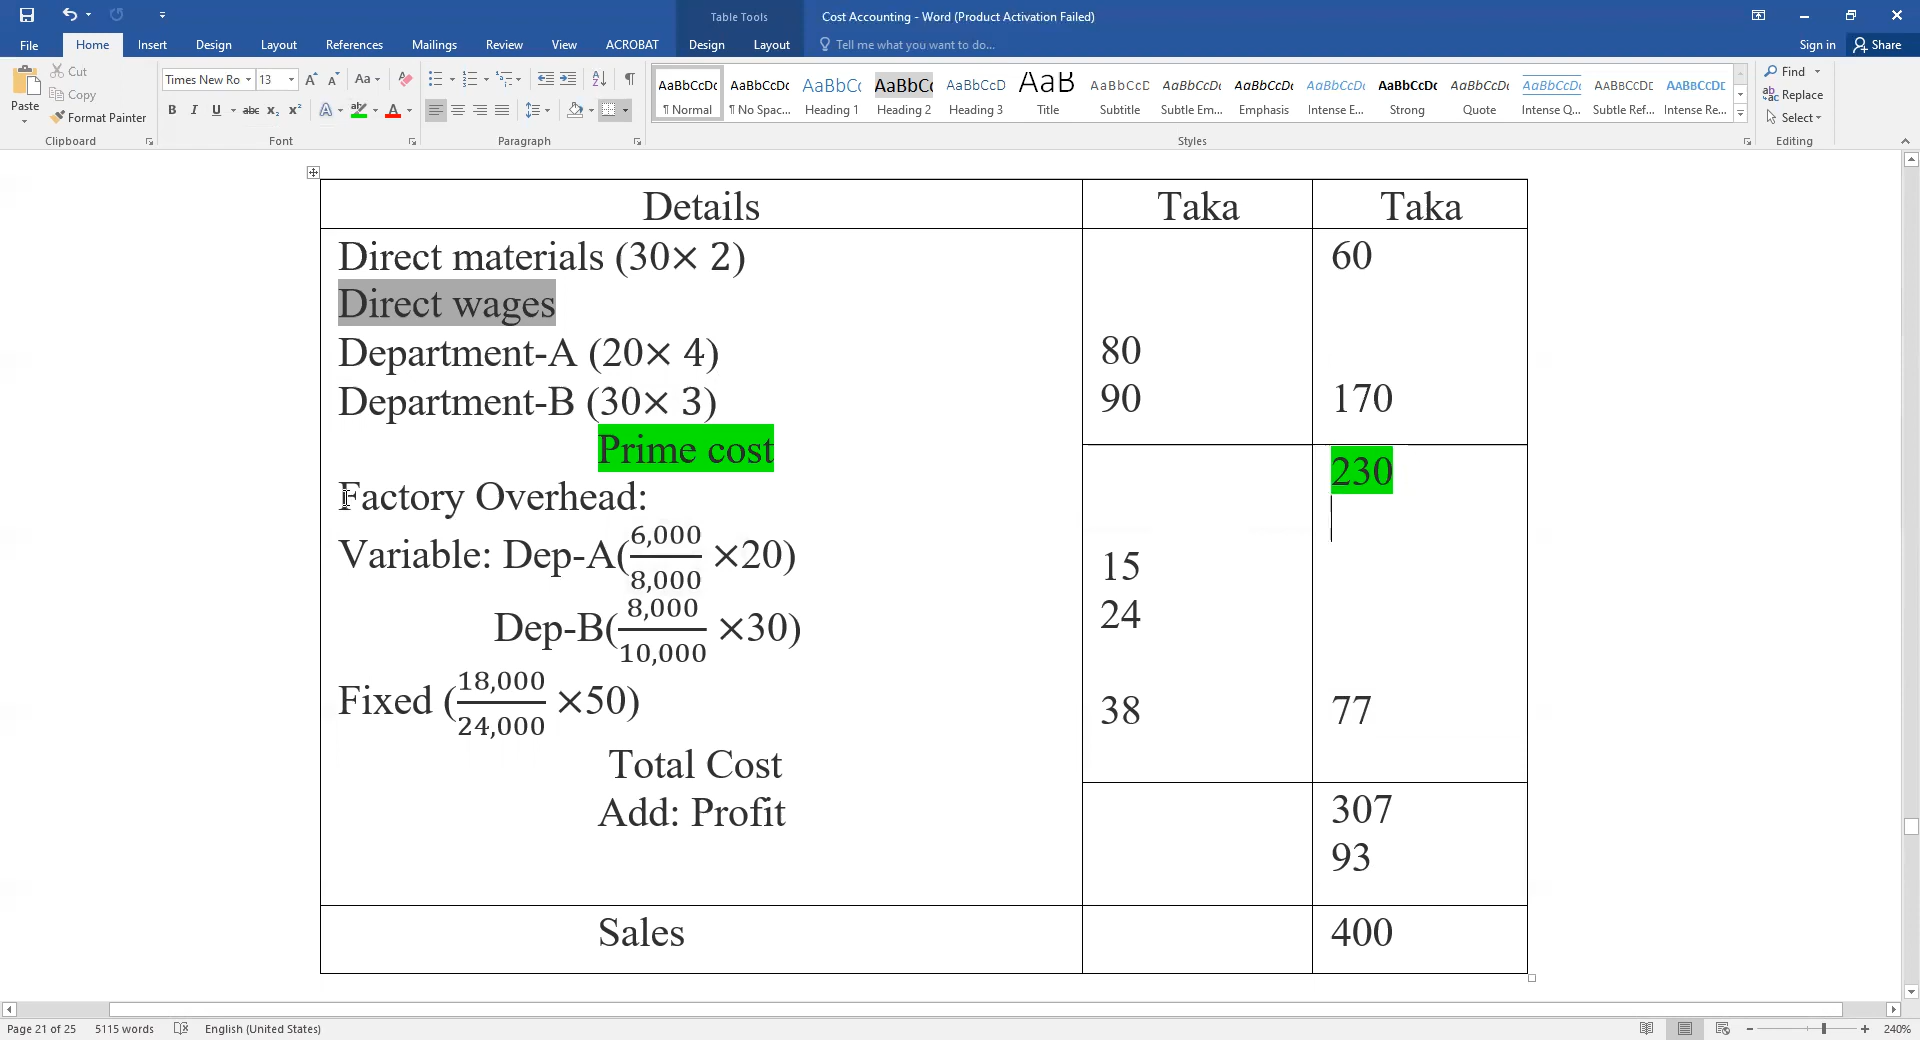 Table Tools
Cost Accounting - Word (Product Activation Failed)
File Home Insert Design Layout References Mailings Review View ACROBAT Design Layout Tell me what you want to do... Sign in Share
Paste
Cut
Copy
Format Painter
Clipboard
Times New Ro 13
Font
Paragraph
AaBbCcDc AaBbCcDc AaBbCc AaBbCc AaBbCcD AaB AaBbCcD AaBbCcDc AaBbCcDc AaBbCcDc AaBbCcDc AaBbCcDc AaBbCcDc AABBCCDE AABBCCDE
¶ Normal ¶ No Spac... Heading 1 Heading 2 Heading 3 Title Subtitle Subtle Em... Emphasis Intense E... Strong Quote Intense Q... Subtle Ref... Intense Re...
Styles
Find
Replace
Select
Editing
Details Taka Taka
Direct materials (30× 2) 60
Direct wages
Department-A (20× 4) 80
Department-B (30× 3) 90 170
Prime cost 230
Factory Overhead:
Variable: Dep-A(6,000/8,000 ×20) 15
Dep-B(8,000/10,000 ×30) 24
Fixed (18,000/24,000 ×50) 38 77
Total Cost 307
Add: Profit 93
Sales 400
Page 21 of 25 5115 words English (United States) 240%